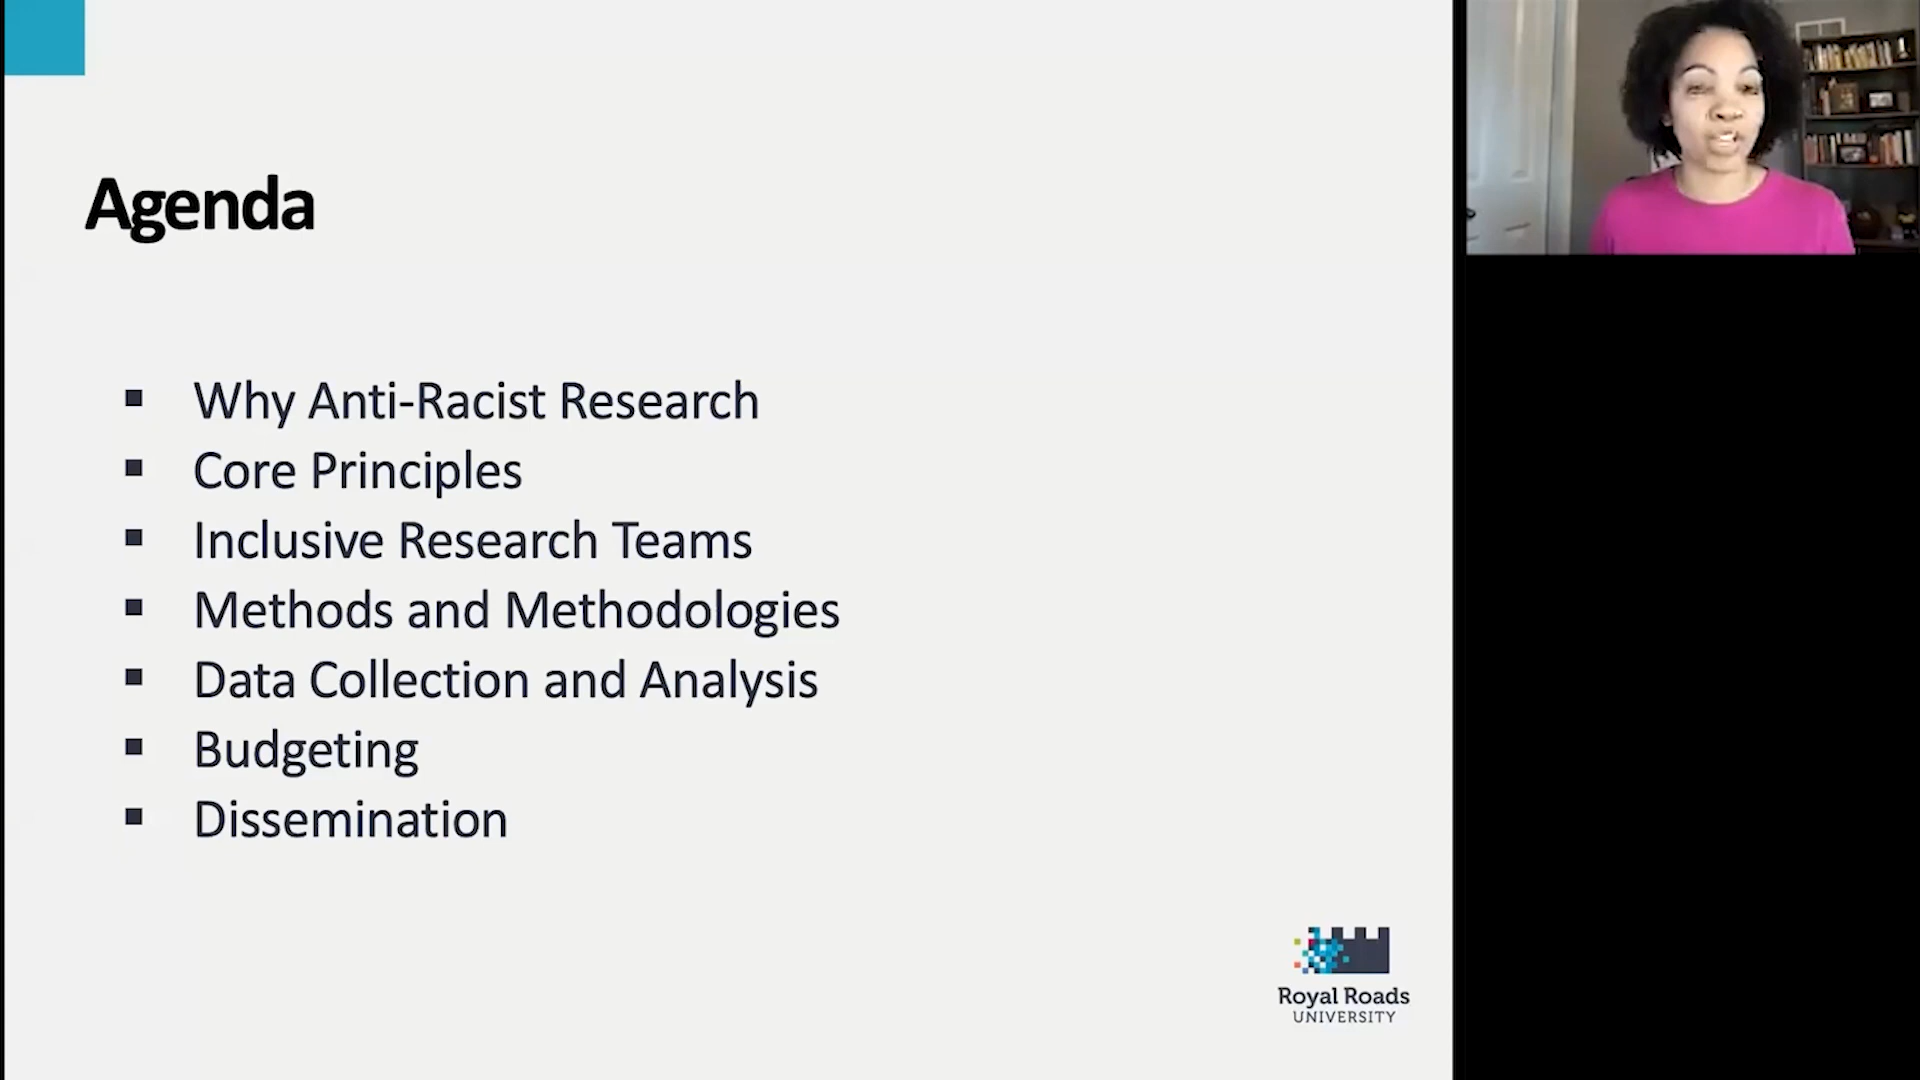 Agenda
Why Anti-Racist Research
Core Principles
Inclusive Research Teams
Methods and Methodologies
Data Collection and Analysis
Budgeting
Dissemination
Royal Roads
UNIVERSITY